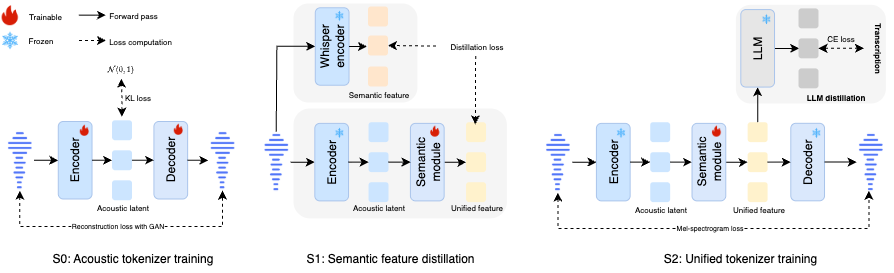 Trainable
Forward pass
Frozen
Loss computation
𝒩(0,1)
KL loss
Encoder
Decoder
Acoustic latent
Reconstruction loss with GAN
S0: Acoustic tokenizer training
Whisper
encoder
Semantic feature
Distillation loss
Encoder
Semantic
module
Acoustic latent
Unified feature
S1: Semantic feature distillation
LLM
CE loss
Transcription
LLM distillation
Encoder
Semantic
module
Decoder
Acoustic latent
Unified feature
Mel-spectrogram loss
S2: Unified tokenizer training